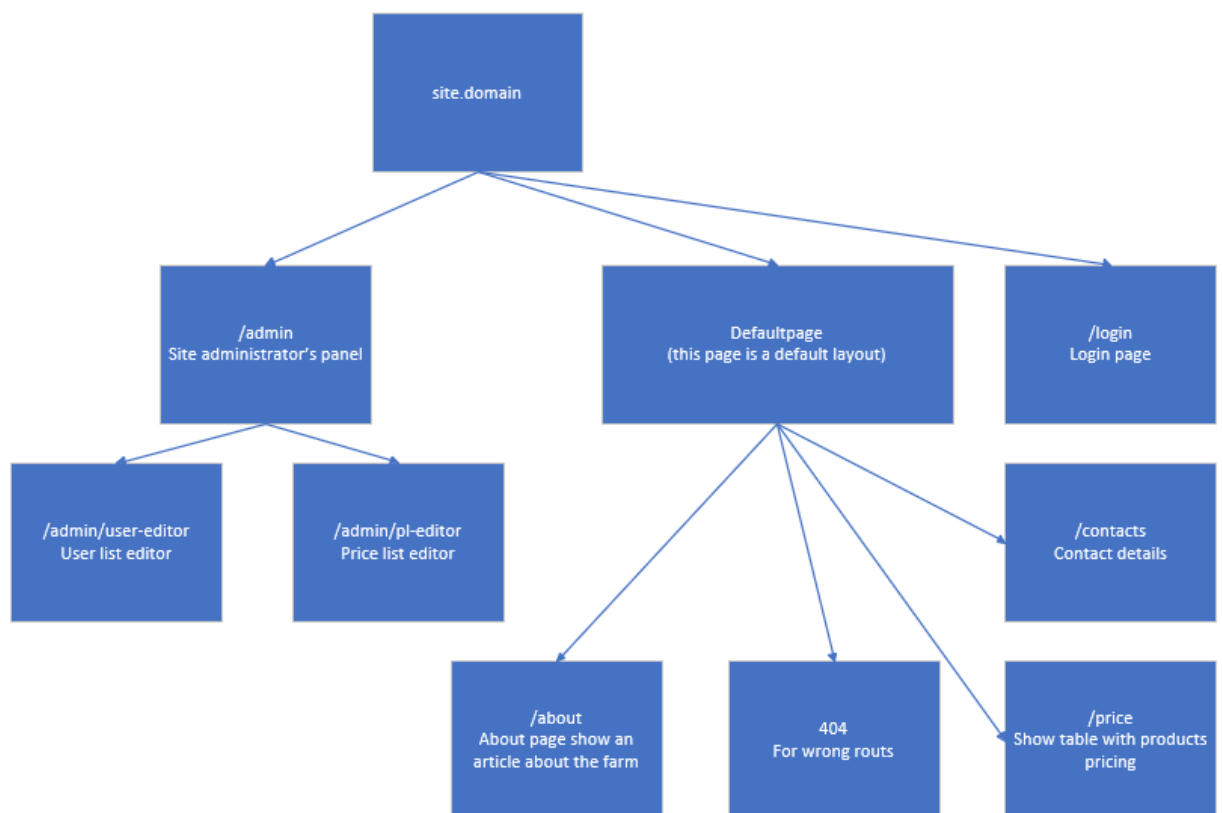 site.domain
/admin
Site administrator's panel
Defaultpage
(this page is a default layout)
/login
Login page
/admin/user-editor
User list editor
/admin/pl-editor
Price list editor
/contacts
Contact details
/about
About page show an
article about the farm
404
For wrong routs
/price
Show table with products
pricing